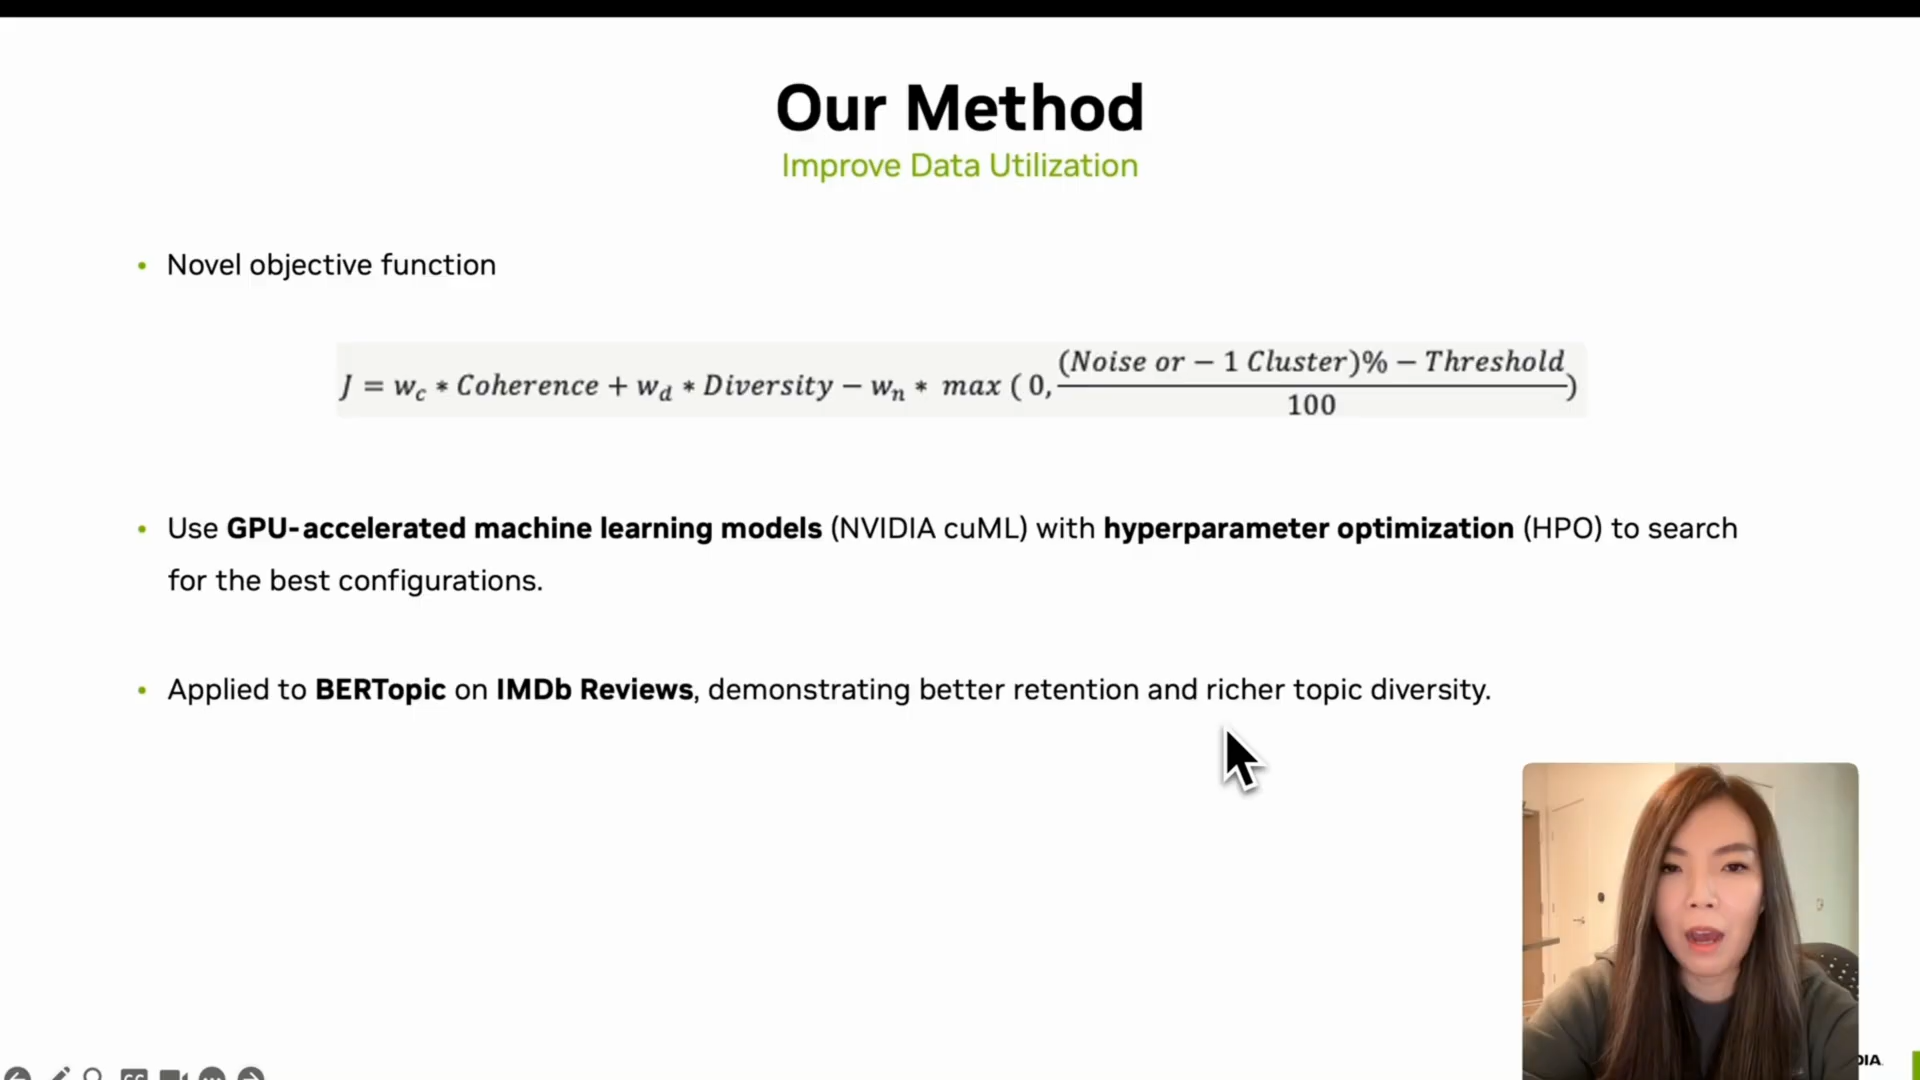 Our Method
Improve Data Utilization
• Novel objective function
J = w_c * Coherence + w_d * Diversity − w_n * max ( 0, (Noise or − 1 Cluster)% − Threshold / 100 )
• Use GPU-accelerated machine learning models (NVIDIA cuML) with hyperparameter optimization (HPO) to search
for the best configurations.
• Applied to BERTopic on IMDb Reviews, demonstrating better retention and richer topic diversity.